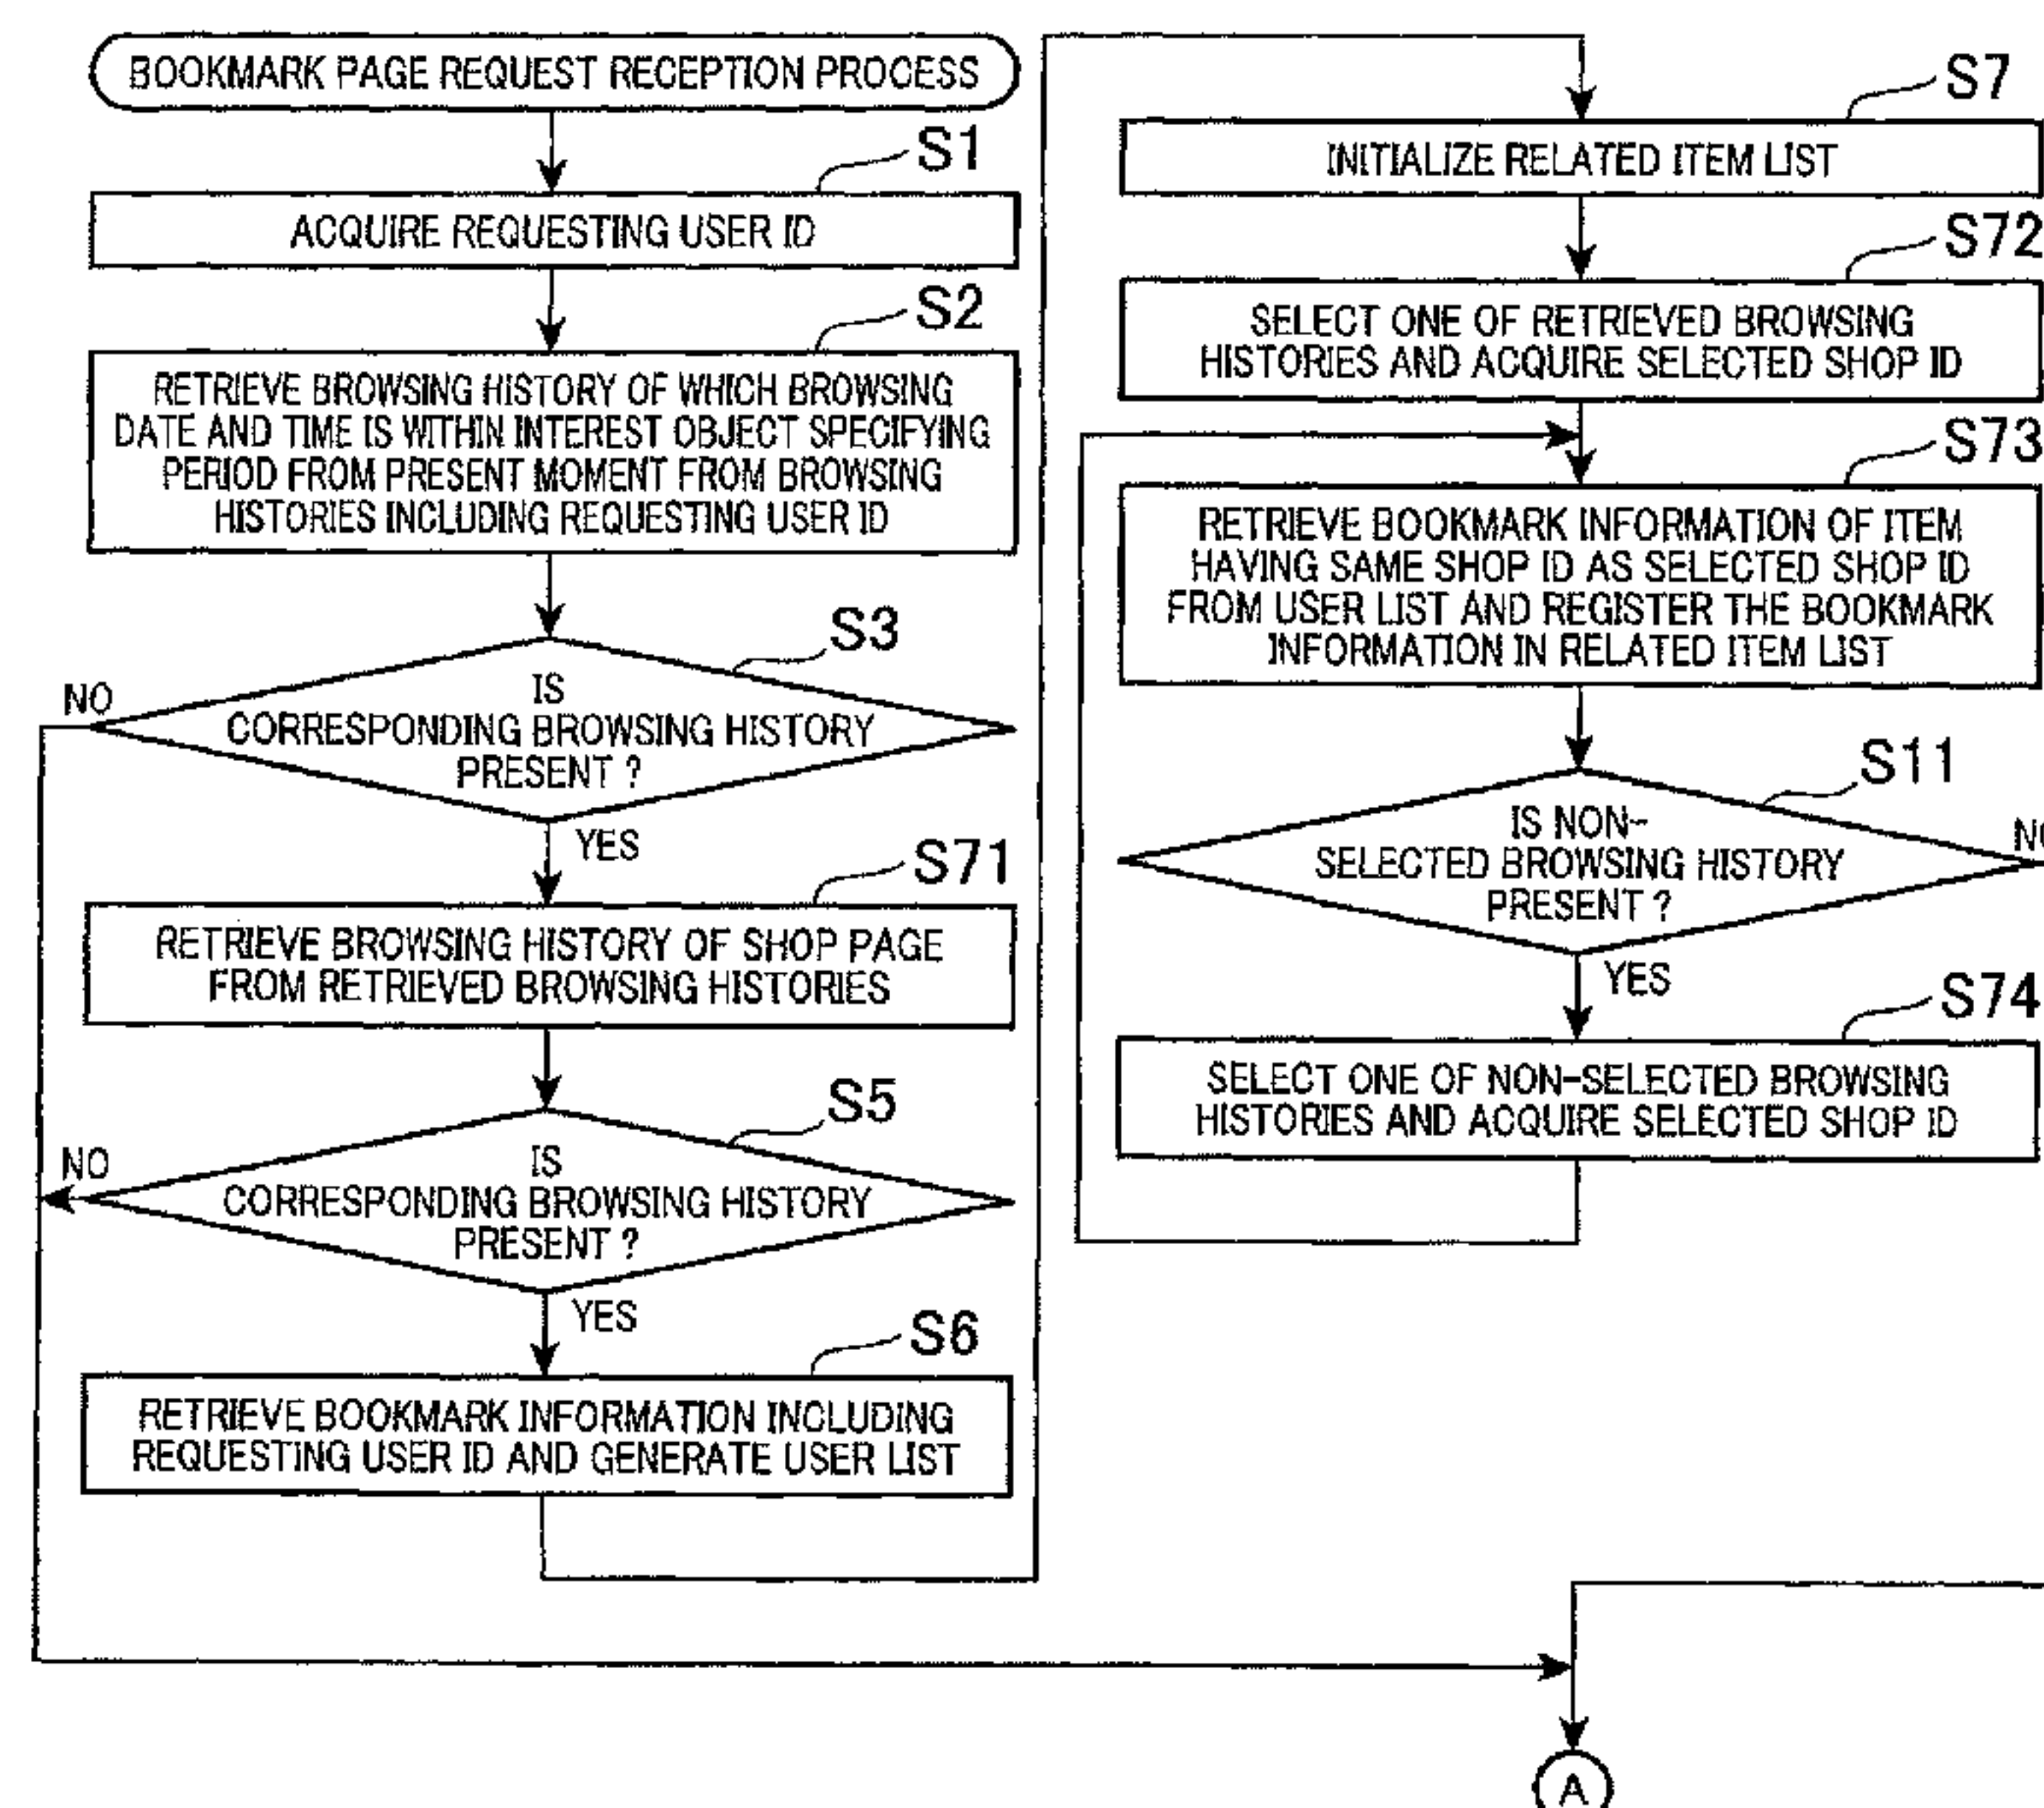 BOOKMARK PAGE REQUEST RECEPTION PROCESS
S1
ACQUIRE REQUESTING USER ID
S2
RETRIEVE BROWSING HISTORY OF WHICH BROWSING
DATE AND TIME IS WITHIN INTEREST OBJECT SPECIFYING
PERIOD FROM PRESENT MOMENT FROM BROWSING
HISTORIES INCLUDING REQUESTING USER ID
S3
NO
IS
CORRESPONDING BROWSING HISTORY
PRESENT ?
YES
S71
RETRIEVE BROWSING HISTORY OF SHOP PAGE
FROM RETRIEVED BROWSING HISTORIES
S5
NO
IS
CORRESPONDING BROWSING HISTORY
PRESENT ?
YES
S6
RETRIEVE BOOKMARK INFORMATION INCLUDING
REQUESTING USER ID AND GENERATE USER LIST
S7
INITIALIZE RELATED ITEM LIST
S72
SELECT ONE OF RETRIEVED BROWSING
HISTORIES AND ACQUIRE SELECTED SHOP ID
S73
RETRIEVE BOOKMARK INFORMATION OF ITEM
HAVING SAME SHOP ID AS SELECTED SHOP ID
FROM USER LIST AND REGISTER THE BOOKMARK
INFORMATION IN RELATED ITEM LIST
S11
IS NON-
SELECTED BROWSING HISTORY
PRESENT ?
NO
YES
S74
SELECT ONE OF NON-SELECTED BROWSING
HISTORIES AND ACQUIRE SELECTED SHOP ID
A